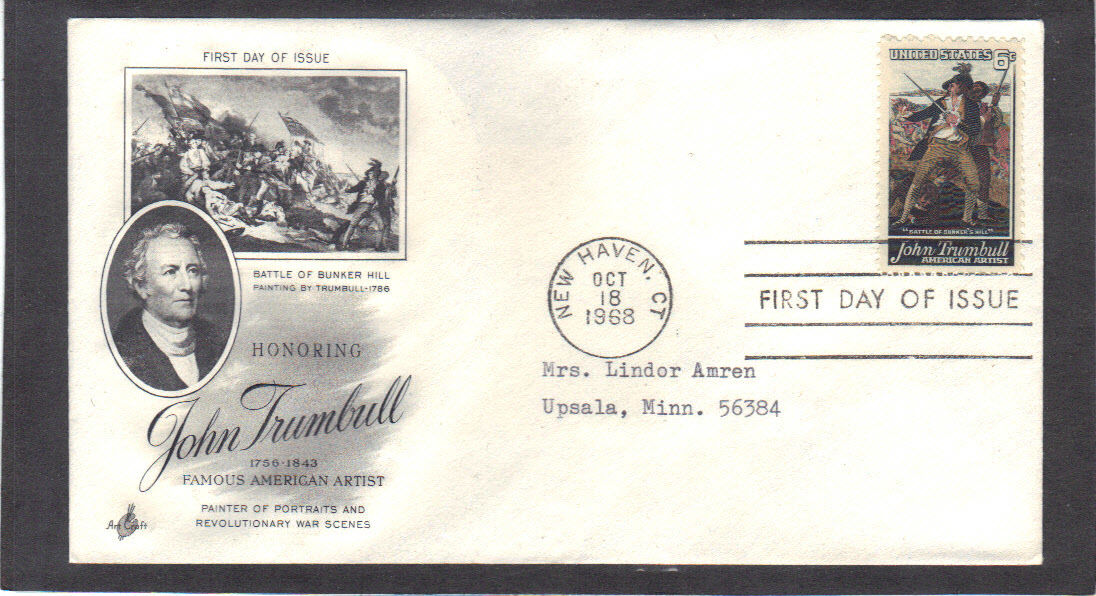 FIRST DAY OF ISSUE
BATTLE OF BUNKER HILL
PAINTING BY TRUMBULL-1786
HONORING
John Trumbull
1756-1843
FAMOUS AMERICAN ARTIST
PAINTER OF PORTRAITS AND
REVOLUTIONARY WAR SCENES
Art Craft
UNITED STATES 6c
"BATTLE OF BUNKER'S HILL"
John Trumbull
AMERICAN ARTIST
NEW HAVEN, CT
OCT
18
1968
FIRST DAY OF ISSUE
Mrs. Lindor Amren
Upsala, Minn. 56384